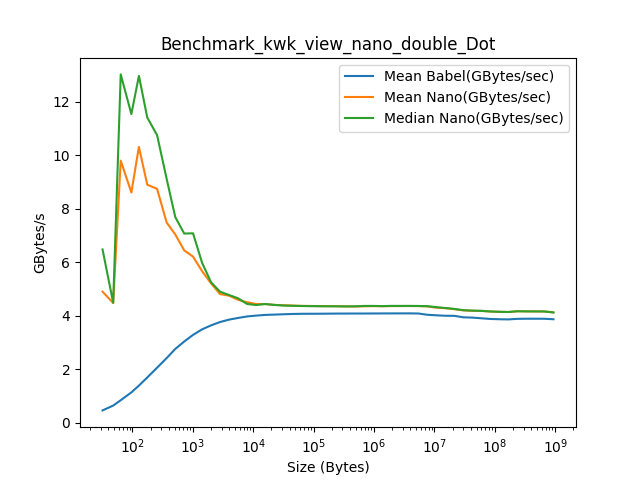 Benchmark_kwk_view_nano_double_Dot
Mean Babel(GBytes/sec)
Mean Nano(GBytes/sec)
Median Nano(GBytes/sec)
GBytes/s
12
10
8
6
4
2
0
10² 10³ 10⁴ 10⁵ 10⁶ 10⁷ 10⁸ 10⁹
Size (Bytes)